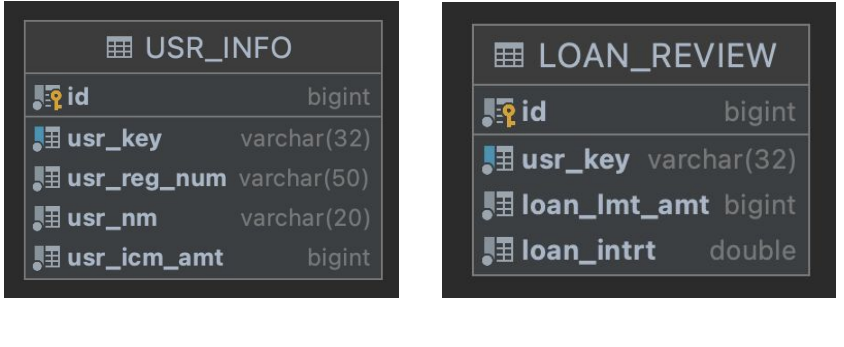 USR_INFO
id bigint
usr_key varchar(32)
usr_reg_num varchar(50)
usr_nm varchar(20)
usr_icm_amt bigint
LOAN_REVIEW
id bigint
usr_key varchar(32)
loan_lmt_amt bigint
loan_intrt double